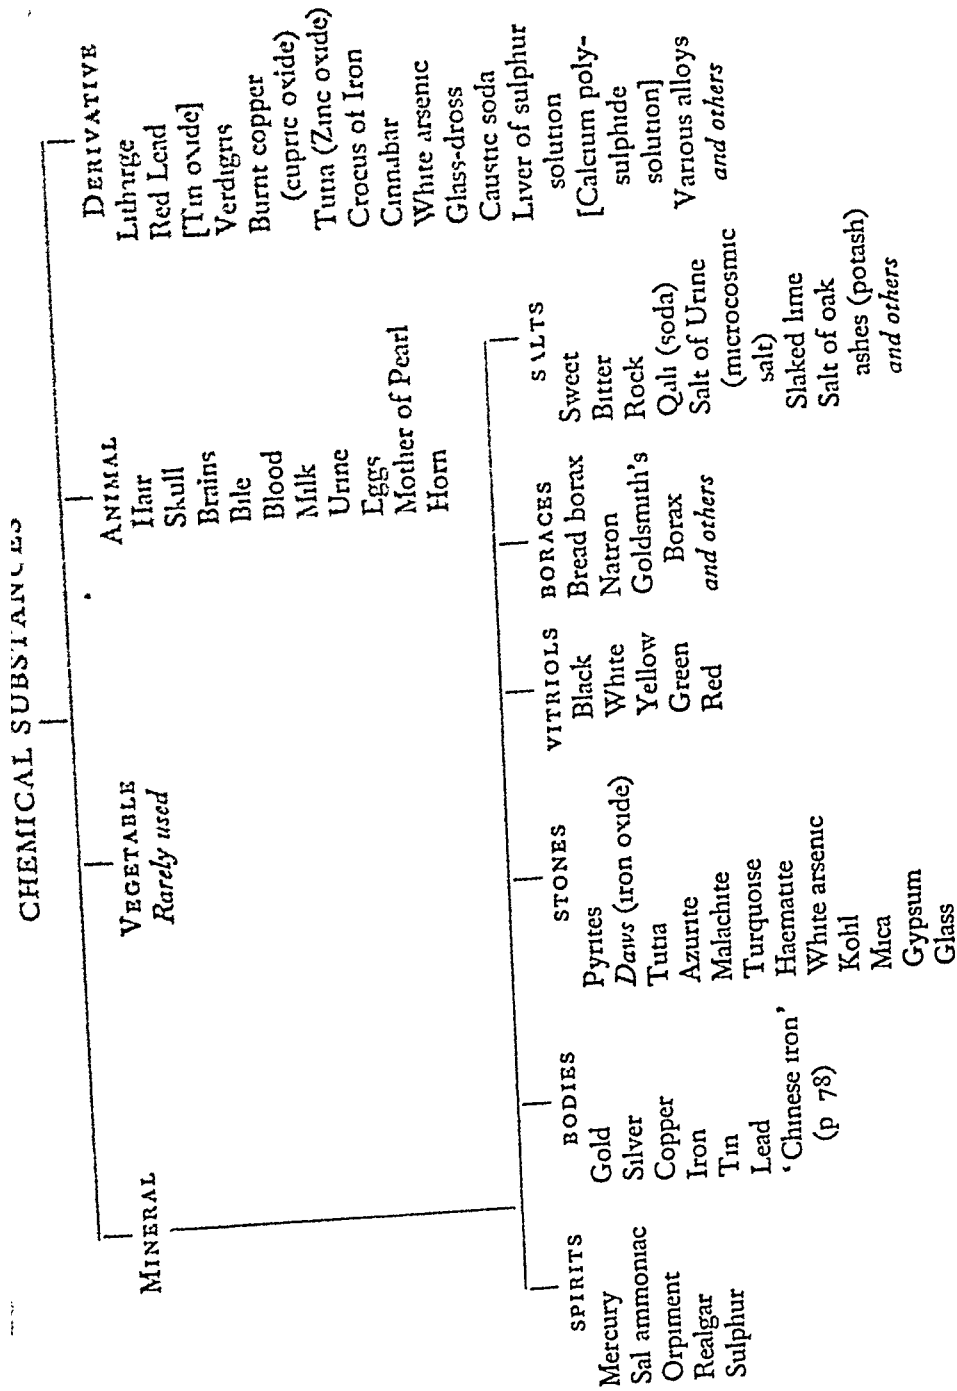 CHEMICAL SUBSTANCES
MINERAL
VEGETABLE
Rarely used
ANIMAL
Hair
Skull
Brains
Bile
Blood
Milk
Urine
Eggs
Mother of Pearl
Horn
DERIVATIVE
Litharge
Red Lead
[Tin oxide]
Verdigris
Burnt copper
(cupric oxide)
Tutia (Zinc oxide)
Crocus of Iron
Cinnabar
White arsenic
Glass-dross
Caustic soda
Liver of sulphur
solution
[Calcium poly-
sulphide
solution]
Various alloys
and others
SPIRITS
Mercury
Sal ammoniac
Orpiment
Realgar
Sulphur
BODIES
Gold
Silver
Copper
Iron
Tin
Lead
'Chinese iron'
(p 78)
STONES
Pyrites
Daws (iron oxide)
Tutia
Azurite
Malachite
Turquoise
Haematite
White arsenic
Kohl
Mica
Gypsum
Glass
VITRIOLS
Black
White
Yellow
Green
Red
BORACES
Bread borax
Natron
Goldsmith's
Borax
and others
SALTS
Sweet
Bitter
Rock
Qali (soda)
Salt of Urine
(microcosmic
salt)
Slaked lime
Salt of oak
ashes (potash)
and others